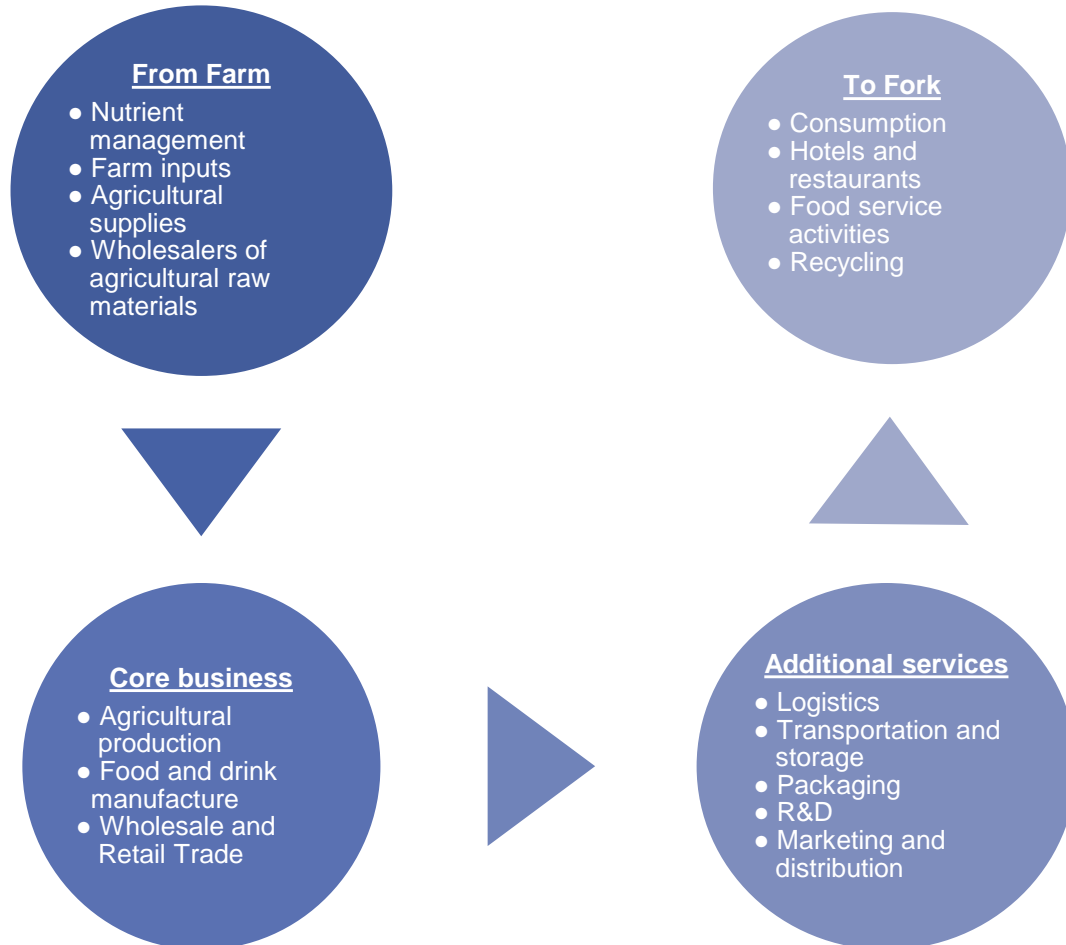 From Farm
● Nutrient
management
● Farm inputs
● Agricultural
supplies
● Wholesalers of
agricultural raw
materials
Core business
● Agricultural
production
● Food and drink
manufacture
● Wholesale and
Retail Trade
Additional services
● Logistics
● Transportation and
storage
● Packaging
● R&D
● Marketing and
distribution
To Fork
● Consumption
● Hotels and
restaurants
● Food service
activities
● Recycling